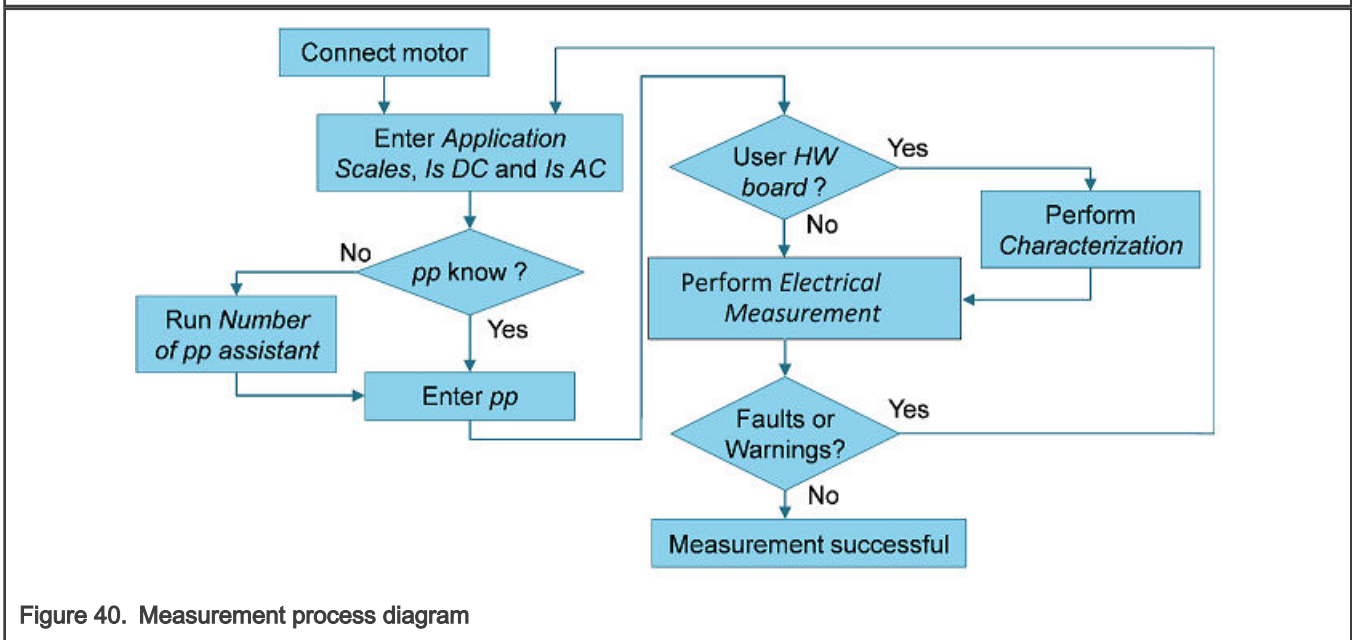 Connect motor
Enter Application
Scales, Is DC and Is AC
No
pp know ?
Yes
Run Number
of pp assistant
Enter pp
User HW
board ?
Yes
No
Perform
Characterization
Perform Electrical
Measurement
Faults or
Warnings?
Yes
No
Measurement successful
Figure 40. Measurement process diagram